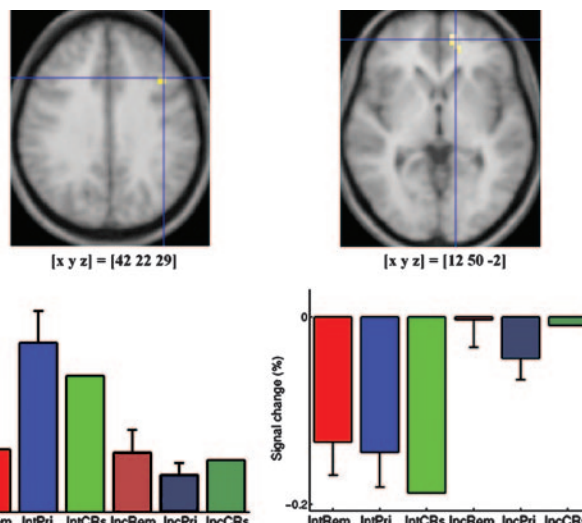 [x y z] = [42 22 29]
[x y z] = [12 50 -2]
0
Signal change (%)
-0.2
IntPri IntCRs IncRem IncPri IncCRs
IntRem IntPri IntCRs IncRem IncPri